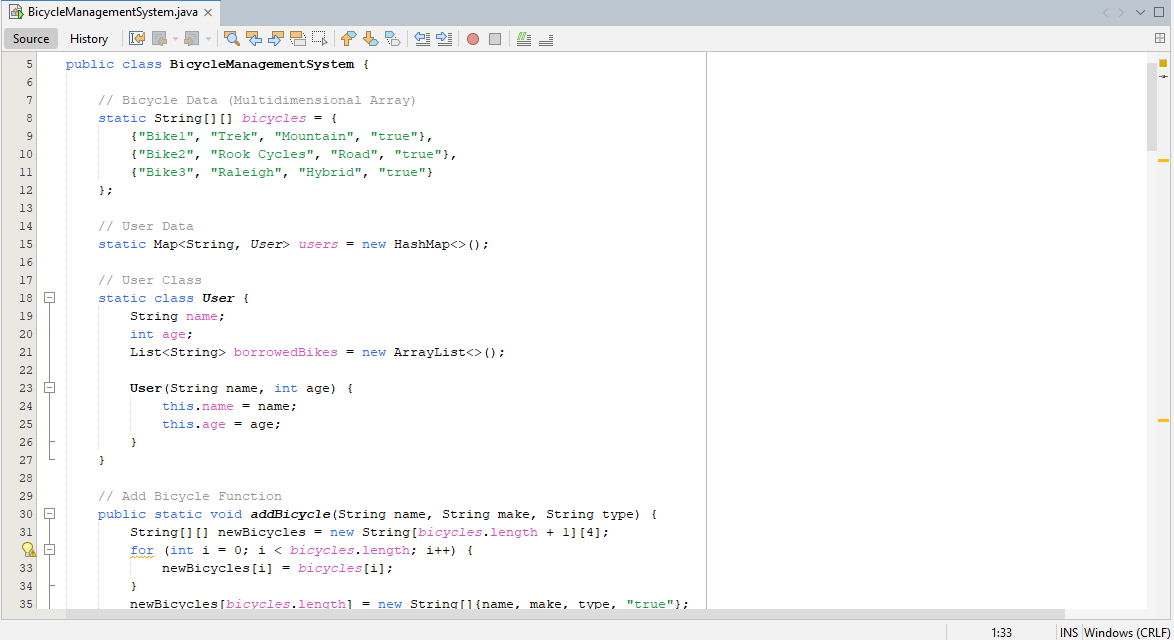 BicycleManagementSystem.java
Source History
5 public class BicycleManagementSystem {
6
7 // Bicycle Data (Multidimensional Array)
8 static String[][] bicycles = {
9 {"Bike1", "Trek", "Mountain", "true"},
10 {"Bike2", "Rook Cycles", "Road", "true"},
11 {"Bike3", "Raleigh", "Hybrid", "true"}
12 };
13
14 // User Data
15 static Map<String, User> users = new HashMap<>();
16
17 // User Class
18 static class User {
19 String name;
20 int age;
21 List<String> borrowedBikes = new ArrayList<>();
22
23 User(String name, int age) {
24 this.name = name;
25 this.age = age;
26 }
27 }
28
29 // Add Bicycle Function
30 public static void addBicycle(String name, String make, String type) {
31 String[][] newBicycles = new String[bicycles.length + 1][4];
for (int i = 0; i < bicycles.length; i++) {
33 newBicycles[i] = bicycles[i];
34 }
35 newBicycles[bicycles.length] = new String[]{name, make, type, "true"};
1:33 INS Windows (CRLF)